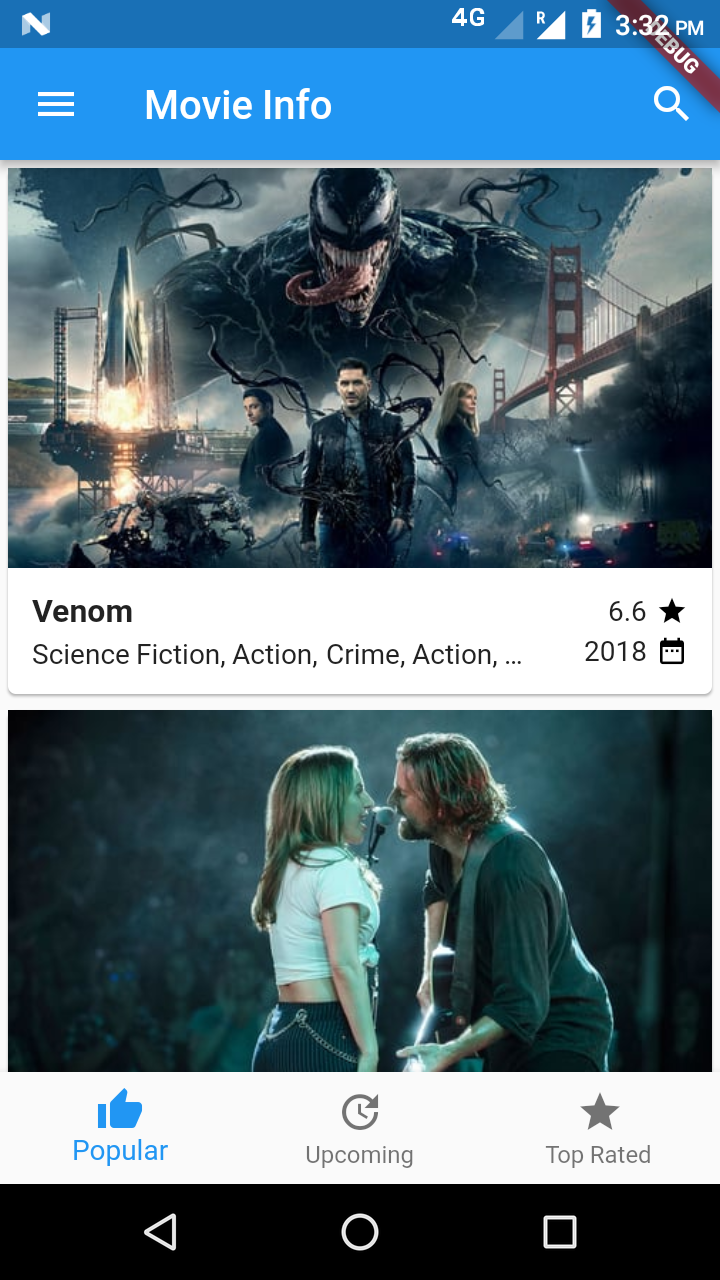 4G R 3:32 PM
DEBUG
Movie Info
Venom
6.6
Science Fiction, Action, Crime, Action, ...
2018
Popular
Upcoming
Top Rated